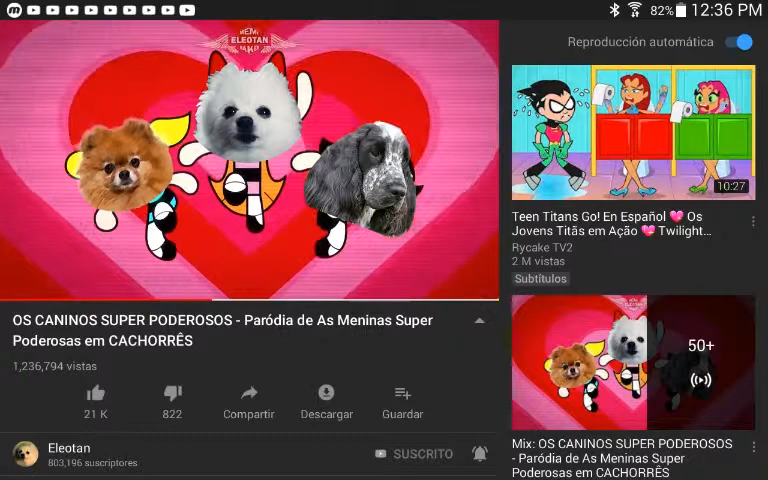 82% 12:36 PM
ELEOTAN
Reproducción automática
10:27
Teen Titans Go! En Español 💖 Os
Jovens Titãs em Ação 💖 Twilight...
Rycake TV2
2 M vistas
Subtítulos
OS CANINOS SUPER PODEROSOS - Paródia de As Meninas Super
Poderosas em CACHORRÊS
1,236,794 vistas
21 K
822
Compartir
Descargar
Guardar
Eleotan
803,196 suscriptores
SUSCRITO
50+
Mix: OS CANINOS SUPER PODEROSOS
- Paródia de As Meninas Super
Poderosas em CACHORRÊS